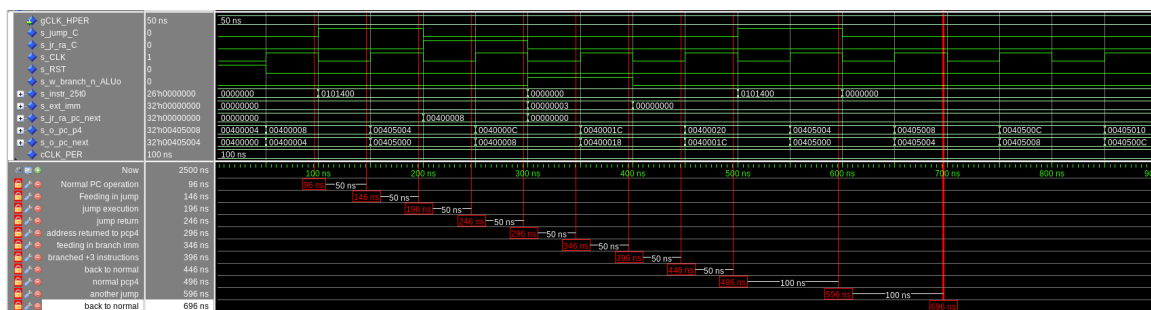 gCLK_HPER 50 ns 50 ns
s_jump_C 0
s_jr_ra_C 0
s_CLK 1
s_RST 0
s_w_branch_n_ALUo 0
s_instr_25t0 26'h0000000 0000000 0101400 0000000 0101400 0000000
s_ext_imm 32'h00000000 00000000 00000003 00000000
s_jr_ra_pc_next 32'h00000000 00000000 00400008 00000000
s_o_pc_p4 32'h00405008 00400004 00400008 00405004 0040000C 0040001C 00400020 00405004 00405008 0040500C 00405010
s_o_pc_next 32'h00405004 00400000 00400004 00405000 00400008 00400018 0040001C 00405000 00405004 00405008 0040500C
cCLK_PER 100 ns 100 ns
Now 2500 ns 100 ns 200 ns 300 ns 400 ns 500 ns 600 ns 700 ns 800 ns 900
Normal PC operation 96 ns 96 ns 50 ns
Feeding in jump 146 ns 146 ns 50 ns
jump execution 196 ns 196 ns 50 ns
jump return 246 ns 246 ns 50 ns
address returned to pcp4 296 ns 296 ns 50 ns
feeding in branch imm 346 ns 346 ns 50 ns
branched +3 instructions 396 ns 396 ns 50 ns
back to normal 446 ns 446 ns 50 ns
normal pcp4 496 ns 496 ns 100 ns
another jump 596 ns 596 ns 100 ns
back to normal 696 ns 696 ns